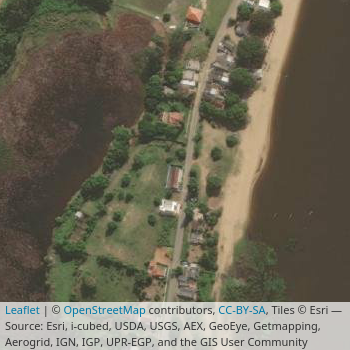 Leaflet | © OpenStreetMap contributors, CC-BY-SA, Tiles © Esri —
Source: Esri, i-cubed, USDA, USGS, AEX, GeoEye, Getmapping,
Aerogrid, IGN, IGP, UPR-EGP, and the GIS User Community